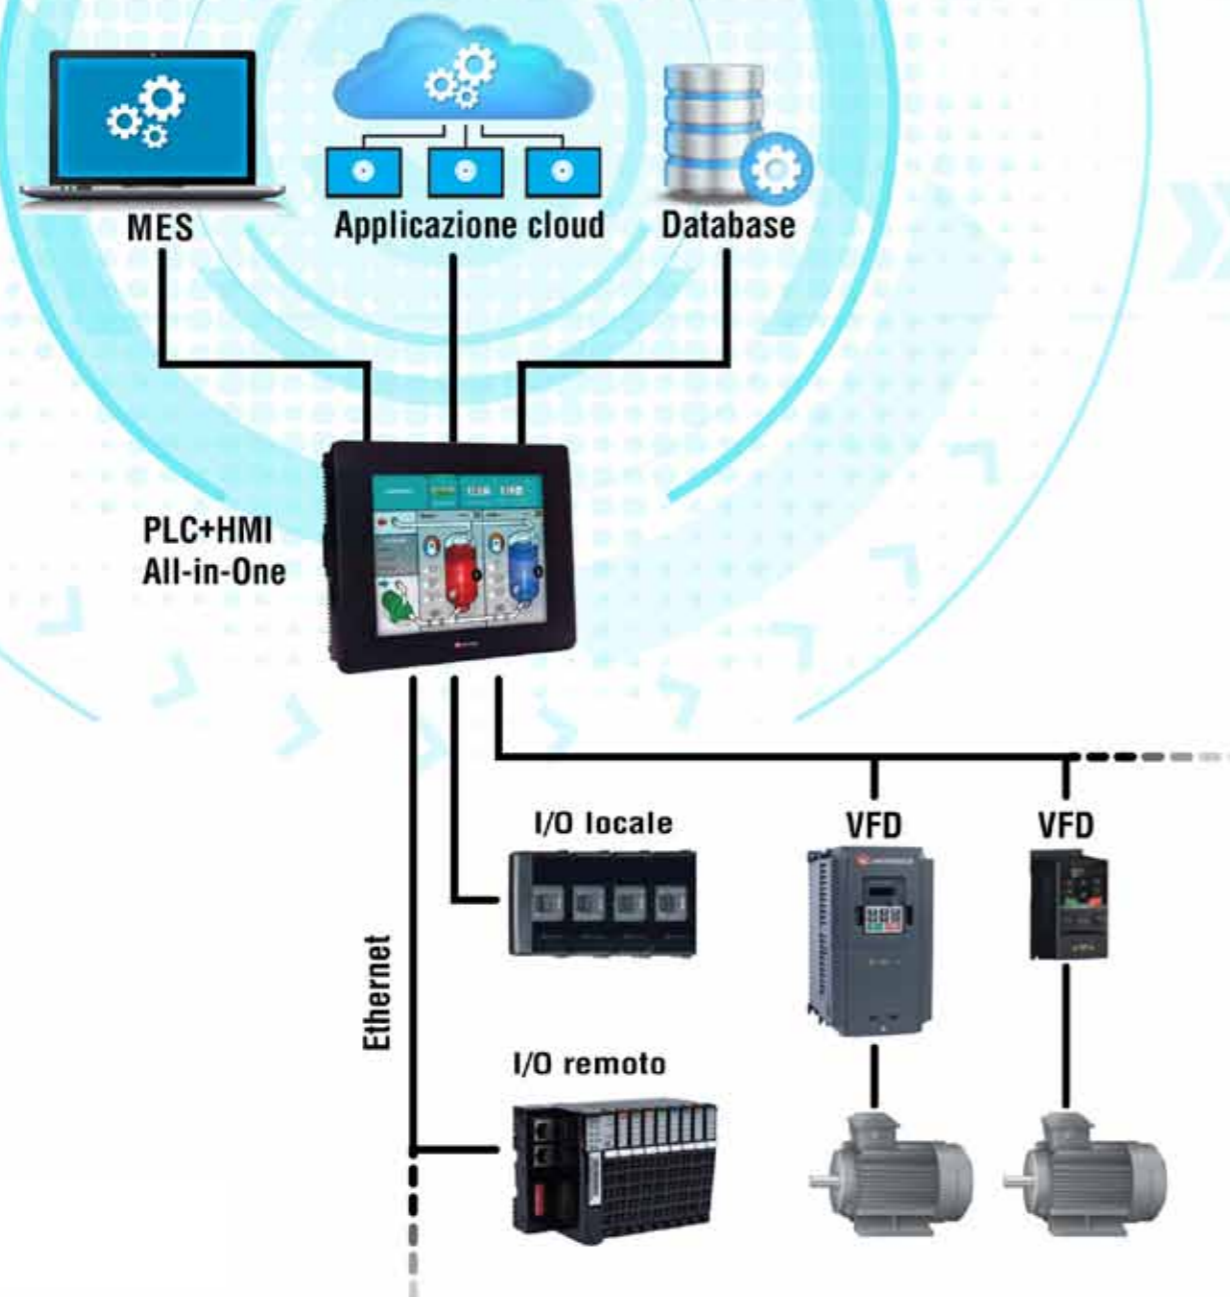 MES
Applicazione cloud
Database
PLC+HMI
All-in-One
I/O locale
VFD
VFD
Ethernet
I/O remoto